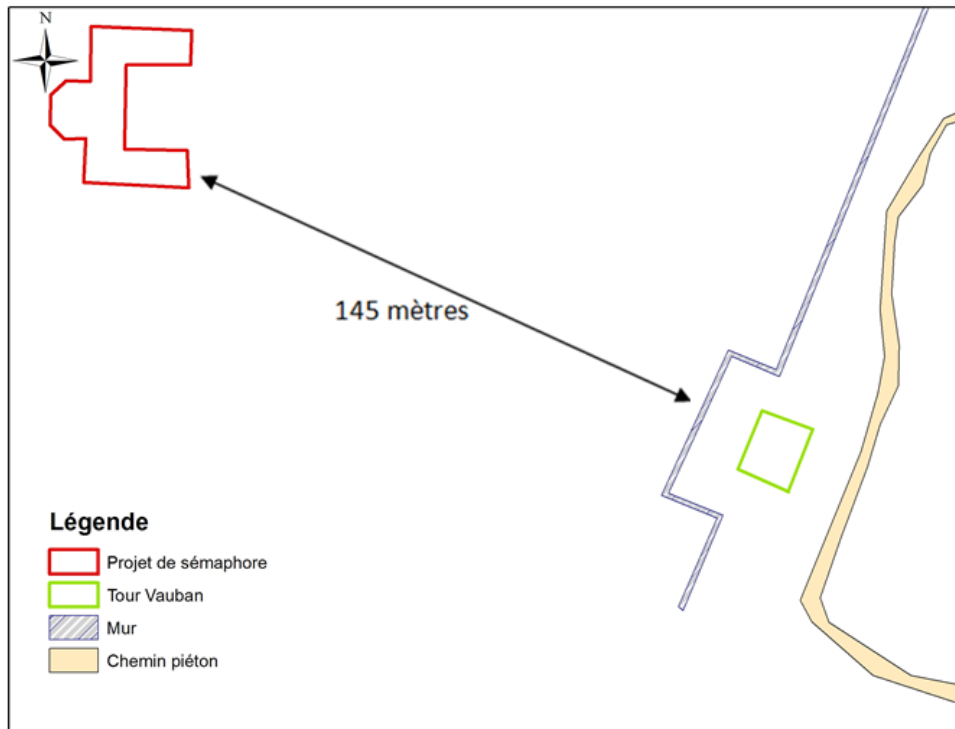 N
145 mètres
Légende
Projet de sémaphore
Tour Vauban
Mur
Chemin piéton